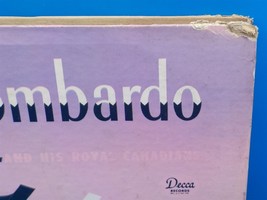 ombardo
AND HIS ROYAL CANADIANS
Decca
RECORDS